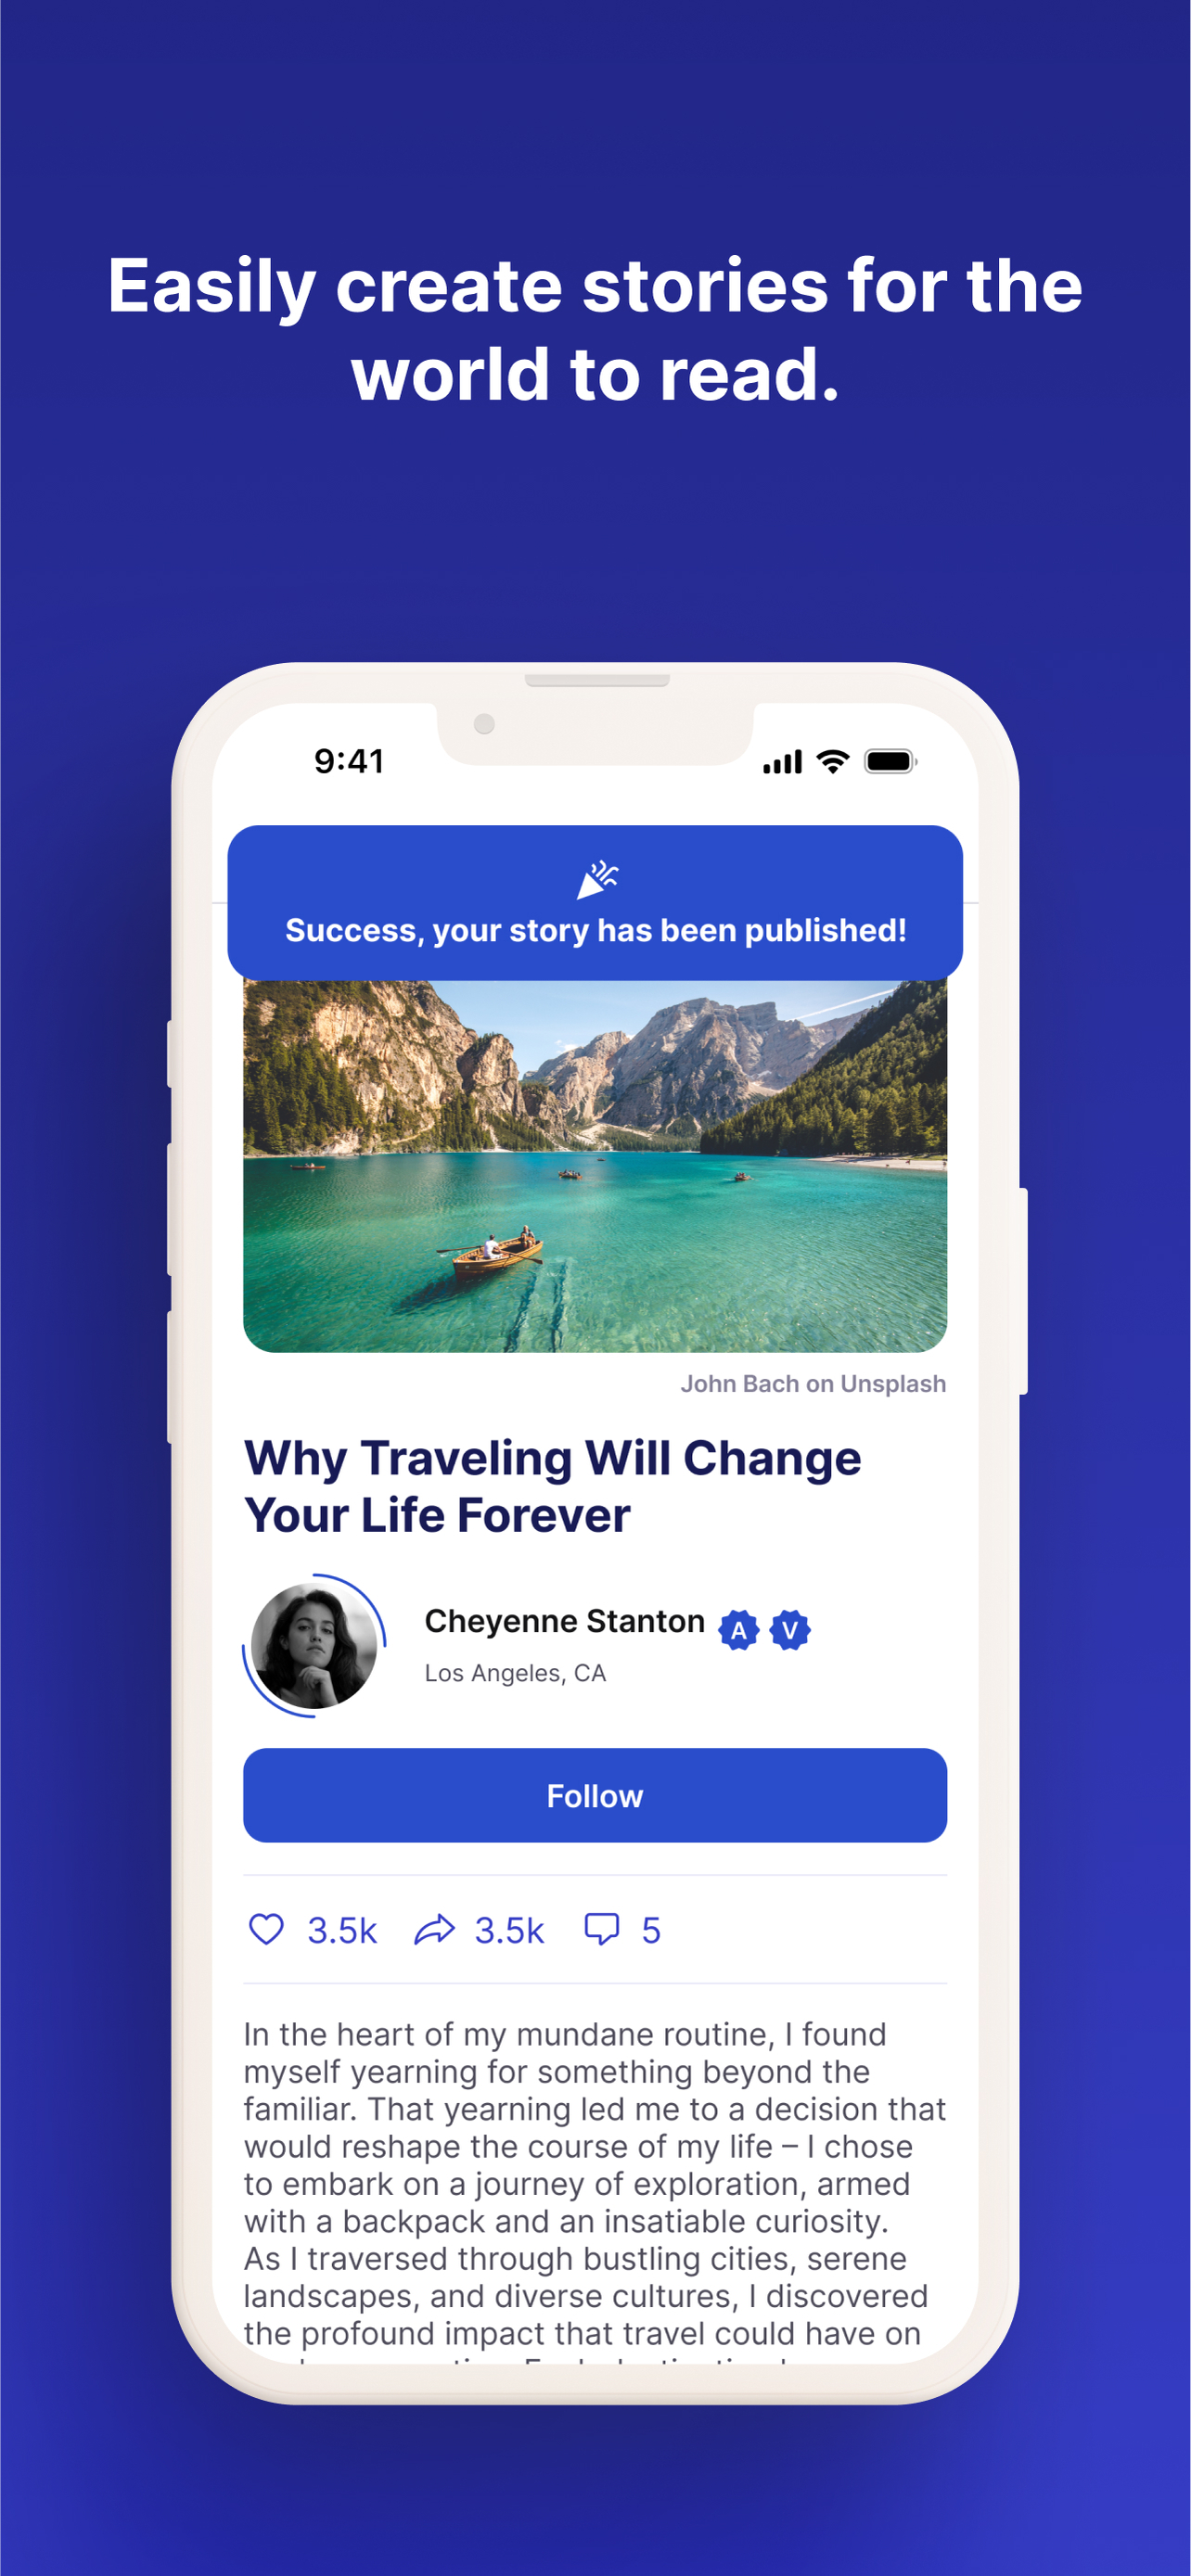 Easily create stories for the
world to read.
9:41
Success, your story has been published!
John Bach on Unsplash
Why Traveling Will Change
Your Life Forever
Cheyenne Stanton A V
Los Angeles, CA
Follow
3.5k 3.5k 5
In the heart of my mundane routine, I found
myself yearning for something beyond the
familiar. That yearning led me to a decision that
would reshape the course of my life – I chose
to embark on a journey of exploration, armed
with a backpack and an insatiable curiosity.
As I traversed through bustling cities, serene
landscapes, and diverse cultures, I discovered
the profound impact that travel could have on